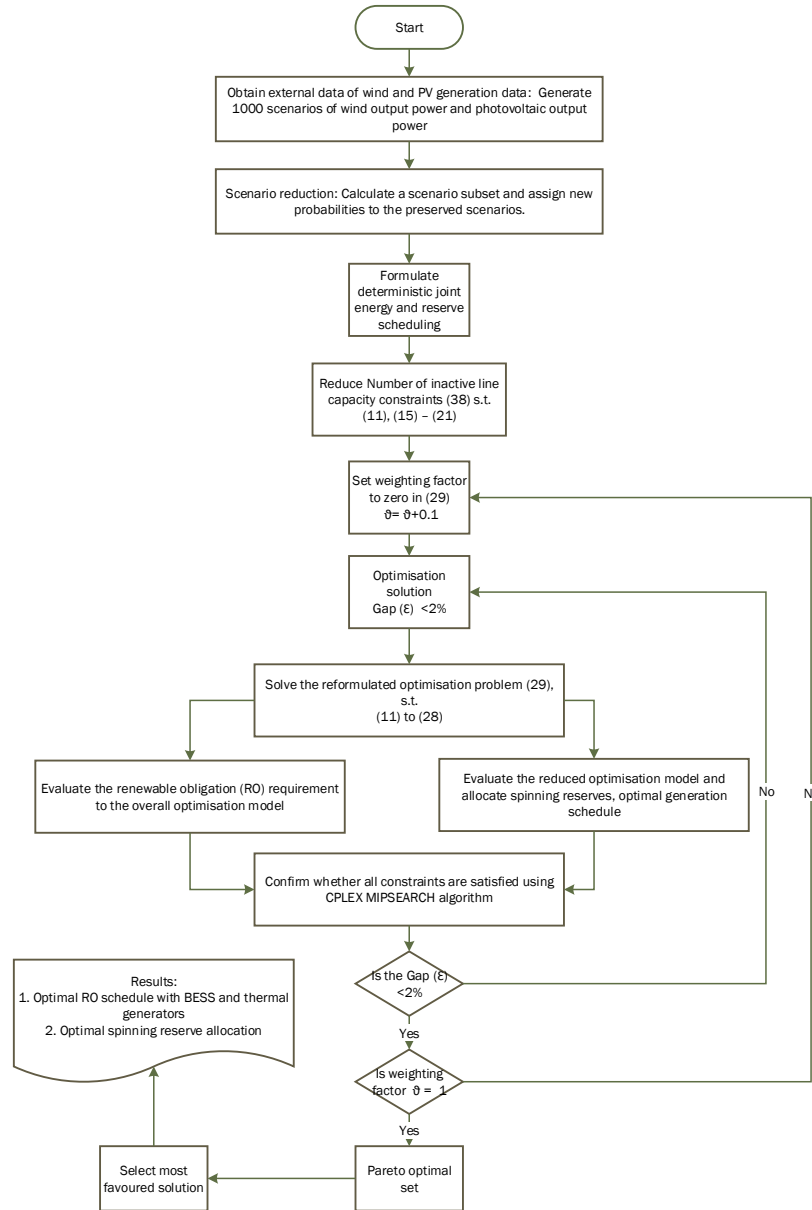 Start
Obtain external data of wind and PV generation data:  Generate
1000 scenarios of wind output power and photovoltaic output
power
Scenario reduction: Calculate a scenario subset and assign new
probabilities to the preserved scenarios.
Formulate
deterministic joint
energy and reserve
scheduling
Reduce Number of inactive line
capacity constraints (38) s.t.
(11), (15) – (21)
Set weighting factor
to zero in (29)
ϑ= ϑ+0.1
Optimisation
solution
Gap (Ɛ)  <2%
Solve the reformulated optimisation problem (29),
s.t.
(11) to (28)
Evaluate the renewable obligation (RO) requirement
to the overall optimisation model
Evaluate the reduced optimisation model and
allocate spinning reserves, optimal generation
schedule
No
N
Confirm whether all constraints are satisfied using
CPLEX MIPSEARCH algorithm
Is the Gap (Ɛ)
<2%
Yes
Is weighting
factor  ϑ =  1
Yes
Pareto optimal
set
Select most
favoured solution
Results:
1. Optimal RO schedule with BESS and thermal
generators
2. Optimal spinning reserve allocation